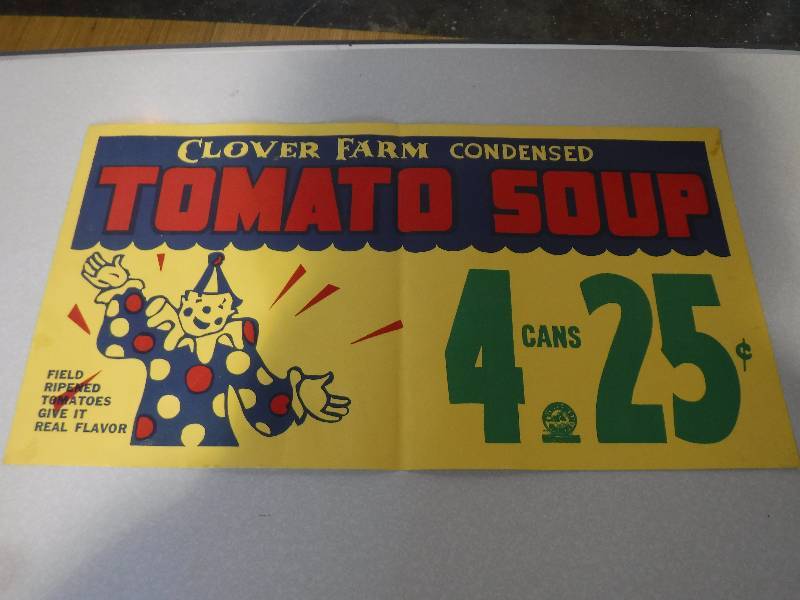 CLOVER FARM CONDENSED
TOMATO SOUP
FIELD
RIPENED
TOMATOES
GIVE IT
REAL FLAVOR
4 CANS 25¢